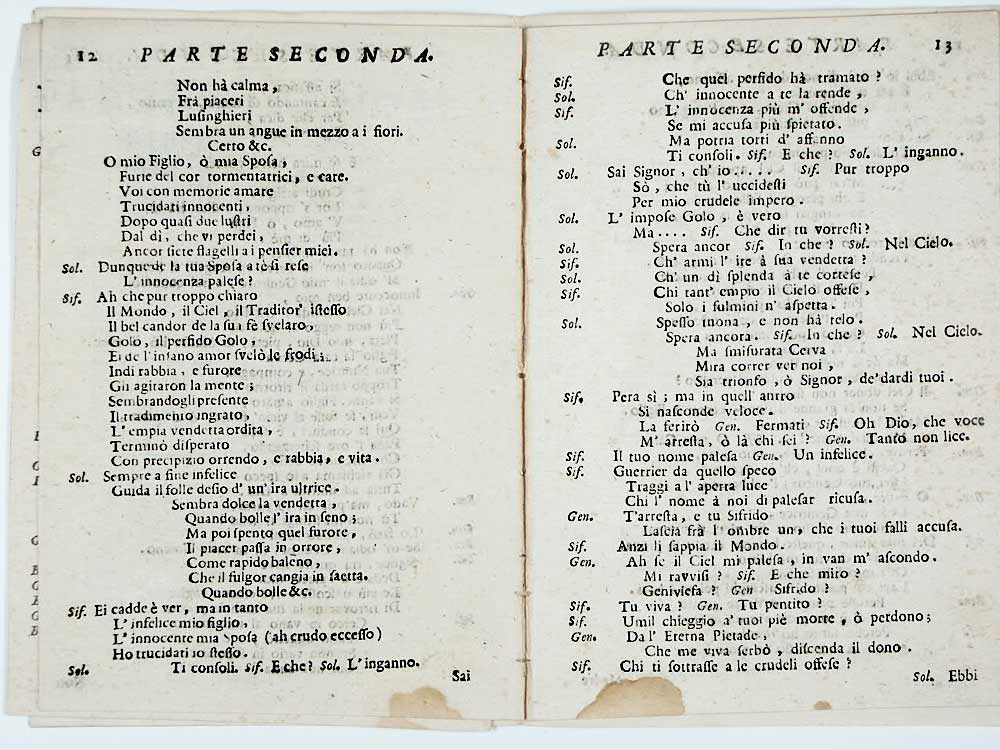 12 PARTE SECONDA.
Non hà calma,
Frà piaceri
Lusinghieri
Sembra un angue in mezzo a i fiori.
Certo &c.
O mio Figlio, ò mia Sposa,
Furie del cor tormentatrici, e care.
Voi con memorie amare
Trucidati innocenti,
Dopo quasi due lustri
Dal dì, che vi perdei,
Ancor siete flagelli a i pensier miei.
Sol. Dunque de la tua Sposa a tè si rese
L' innocenza palese?
Sif. Ah che pur troppo chiaro
Il Mondo, il Ciel, il Traditor' istesso
Il bel candor de la sua fè svelaro,
Golo, il perfido Golo,
Ei de l'insano amor svelò le frodi.
Indi rabbia, e furore
Gli agitaron la mente;
Sembrandogli presente
Il tradimento ingrato,
L' empia vendetta ordita,
Terminò disperato
Con precipizio orrendo, e rabbia, e vita.
Sol. Sempre a fine infelice
Guida il folle desio d' un' ira ultrice.
Sembra dolce la vendetta,
Quando bolle l' ira in seno;
Ma poi spento quel furore,
Il piacer passa in orrore,
Come rapido baleno,
Che il fulgor cangia in saetta.
Quando bolle &c.
Sif. Ei cadde è ver, ma in tanto
L' infelice mio figlio,
L' innocente mia Sposa (ah crudo eccesso)
Ho trucidati io stesso.
Sol. Ti consoli. Sif. E che? Sol. L' inganno.
Sai
PARTE SECONDA. 13
Sif. Che quel perfido hà tramato?
Sol. Ch' innocente a te la rende,
Sif. L' innocenza più m' offende,
Se mi accusa più spietato.
Sol. Ma potria torti d' affanno
Ti consoli. Sif. E che? Sol. L' inganno.
Sol. Sai Signor, ch' io..... Sif. Pur troppo
Sò, che tù l' uccidesti
Per mio crudele impero.
Sol. L' impose Golo, è vero
Ma.... Sif. Che dir tu vorresti?
Sol. Spera ancor Sif. In che? Sol. Nel Cielo.
Sif. Ch' armi l' ire à sua vendetta?
Sol. Ch' un dì splenda à te cortese,
Sif. Chi tant' empio il Cielo offese,
Solo i fulmini n' aspetta.
Sol. Spesso tuona, e non hà telo.
Spera ancora. Sif. In che? Sol. Nel Cielo.
Ma smisurata Cerva
Mira correr ver noi,
Sia trionfo, ò Signor, de' dardi tuoi.
Sif. Pera sì; ma in quell' antro
Si nasconde veloce.
La ferirò Gen. Fermati Sif. Oh Dio, che voce
M' arresta, ò là chi sei? Gen. Tanto non lice.
Sif. Il tuo nome palesa Gen. Un infelice.
Sif. Guerrier da quello speco
Traggi a l' aperta luce
Chi l' nome à noi di palesar ricusa.
Gen. T'arresta, e tu Sifrido
Lascia frà l' ombre un, che i tuoi falli accusa.
Sif. Anzi li sappia il Mondo.
Gen. Ah se il Ciel mi palesa, in van m' ascondo.
Mi ravvisi? Sif. E che miro?
Geniviefa? Gen Sifrido?
Sif. Tu viva? Gen. Tu pentito?
Sif. Umil chieggio a' tuoi piè morte, ò perdono;
Gen. Da l' Eterna Pietade,
Che me viva serbò, discenda il dono.
Sif. Chi ti sottrasse a le crudeli offese?
Sol. Ebbi